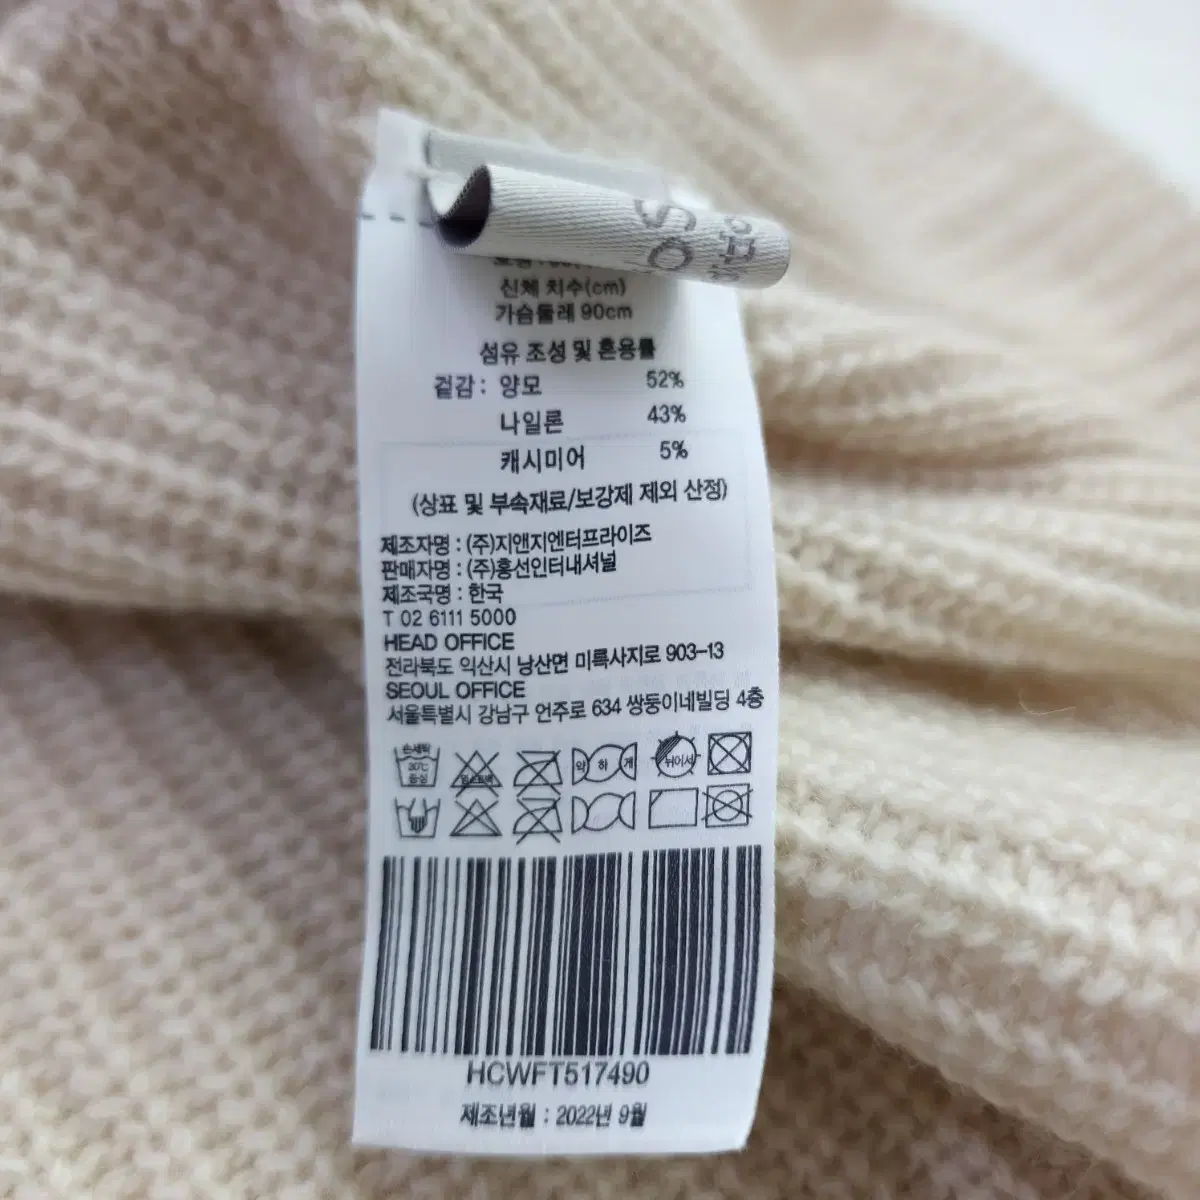 신체 치수(cm)
가슴둘레 90cm
섬유 조성 및 혼용률
겉감 : 양모 52%
나일론 43%
캐시미어 5%
(상표 및 부속재료/보강제 제외 산정)
제조자명 : (주)지앤지엔터프라이즈
판매자명 : (주)홍선인터내셔널
제조국명 : 한국
T 02 6111 5000
HEAD OFFICE
전라북도 익산시 낭산면 미륵사지로 903-13
SEOUL OFFICE
서울특별시 강남구 언주로 634 쌍둥이네빌딩 4층
손세탁
30℃
중성
약 하 게
뉘어서
HCWFT517490
제조년월 : 2022년 9월